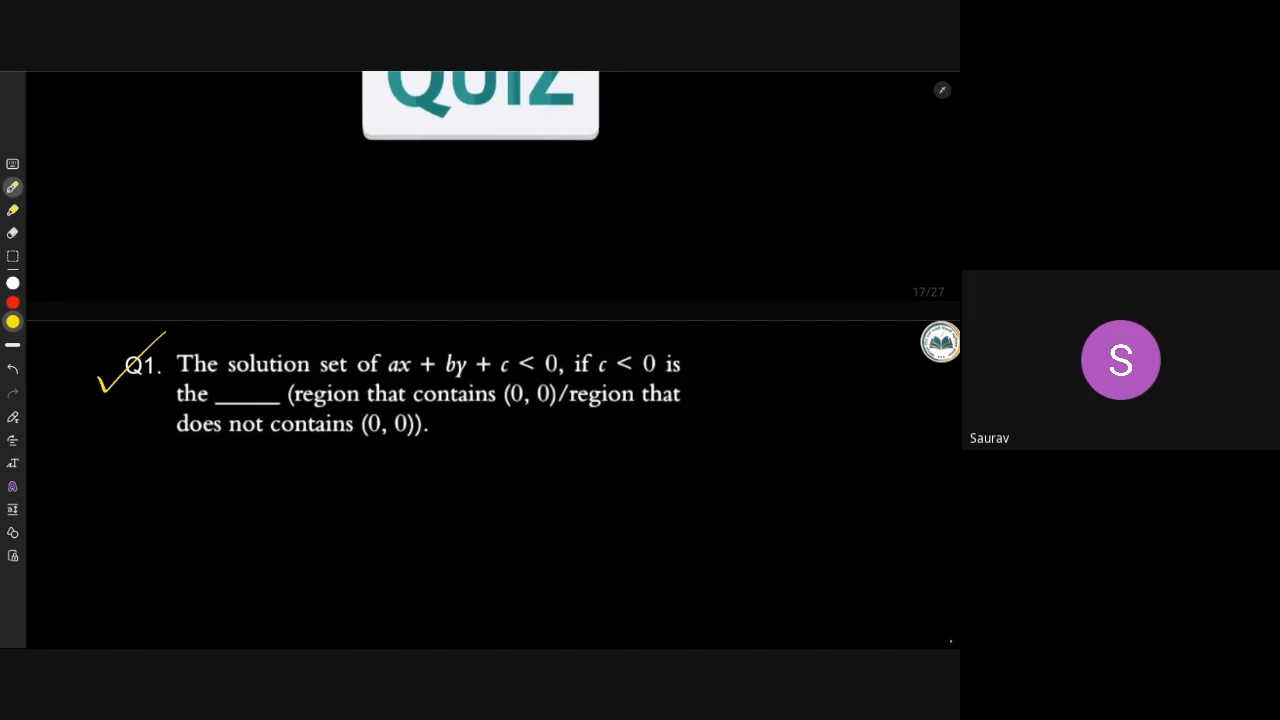 QUIZ
17/27
Q1. The solution set of ax + by + c < 0, if c < 0 is
the _____ (region that contains (0, 0)/region that
does not contains (0, 0)).
S
Saurav